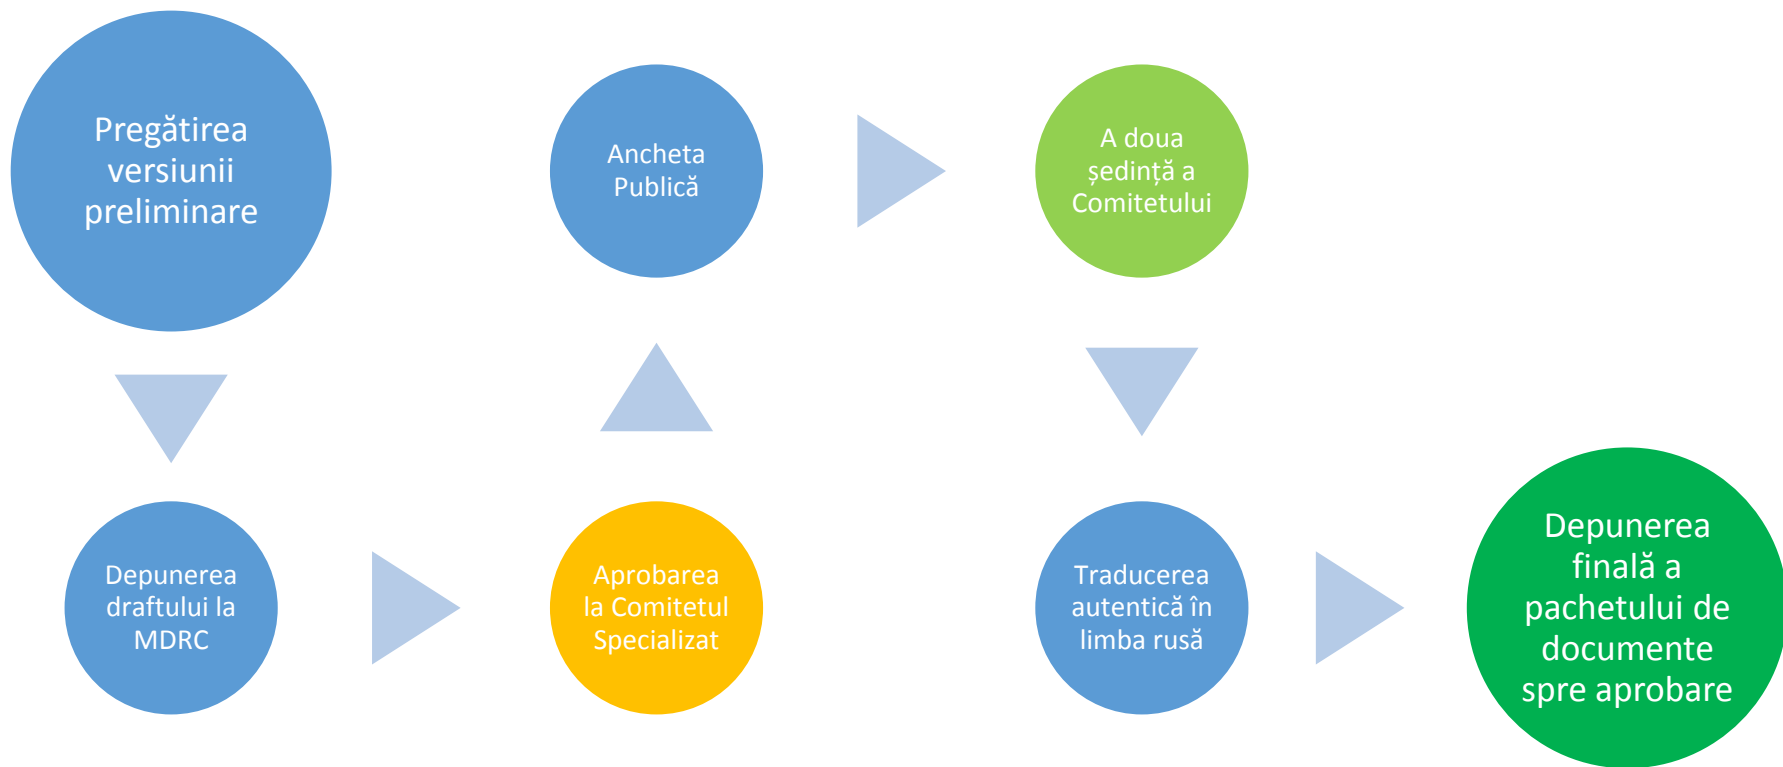 Pregătirea
versiunii
preliminare
Depunerea
draftului la
MDRC
Aprobarea
la Comitetul
Specializat
Ancheta
Publică
A doua
ședință a
Comitetului
Traducerea
autentică în
limba rusă
Depunerea
finală a
pachetului de
documente
spre aprobare